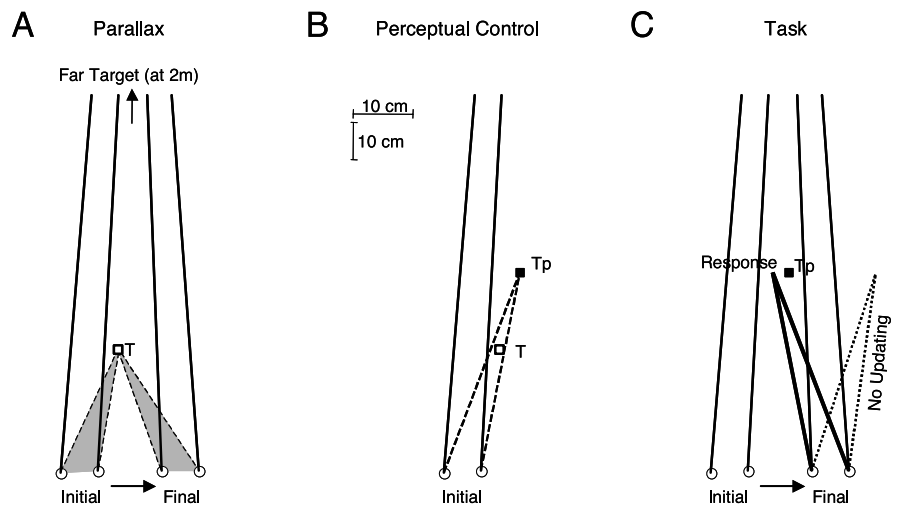 A Parallax
Far Target (at 2m)
T
Initial
Final
B Perceptual Control
10 cm
10 cm
Tp
T
Initial
C Task
Response
Tp
No Updating
Initial
Final